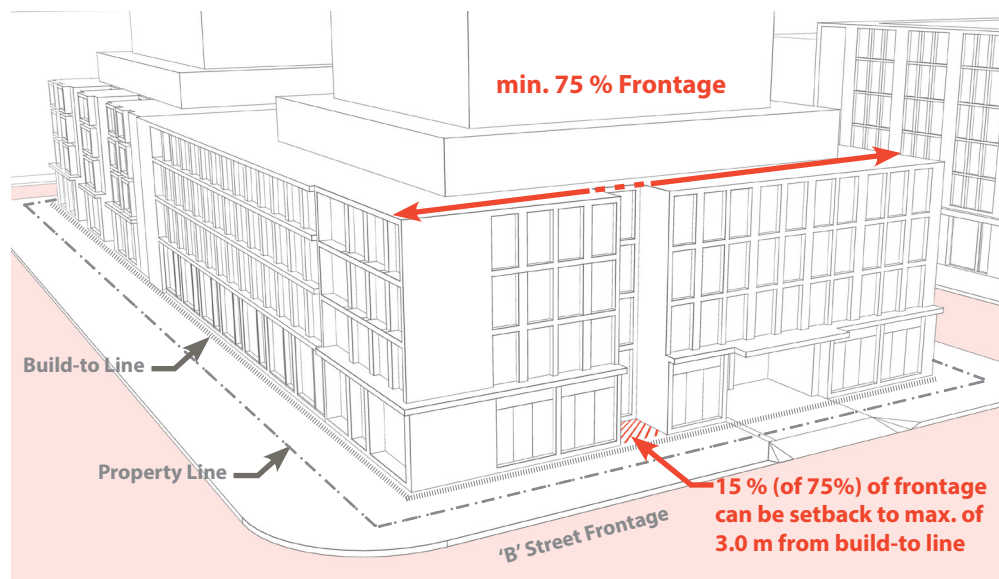 min. 75 % Frontage
Build-to Line
Property Line
'B' Street Frontage
15 % (of 75%) of frontage
can be setback to max. of
3.0 m from build-to line